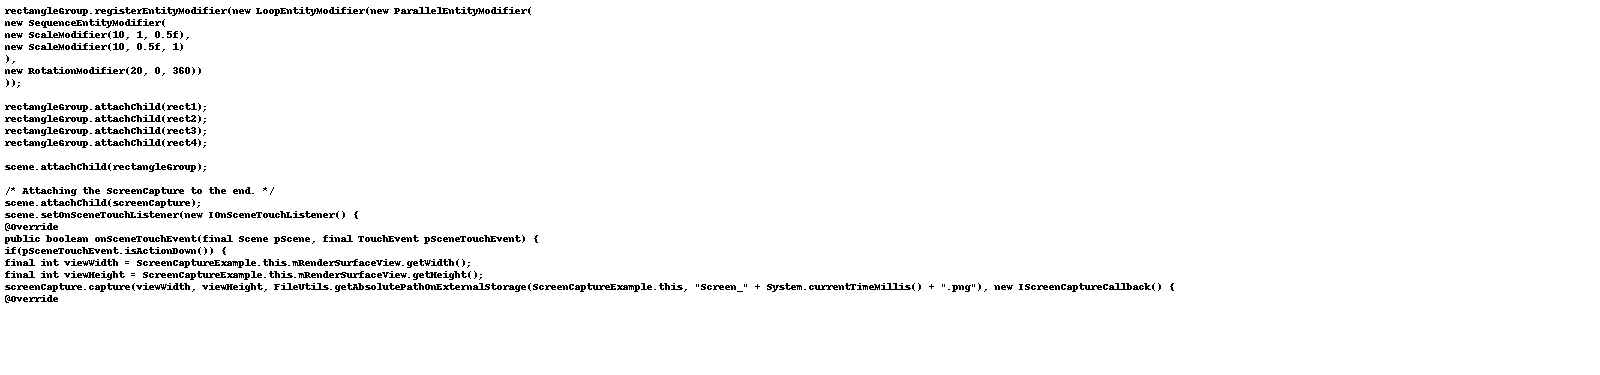 rectangleGroup.registerEntityModifier(new LoopEntityModifier(new ParallelEntityModifier(
new SequenceEntityModifier(
new ScaleModifier(10, 1, 0.5f),
new ScaleModifier(10, 0.5f, 1)
),
new RotationModifier(20, 0, 360))
));
rectangleGroup.attachChild(rect1);
rectangleGroup.attachChild(rect2);
rectangleGroup.attachChild(rect3);
rectangleGroup.attachChild(rect4);
scene.attachChild(rectangleGroup);
/* Attaching the ScreenCapture to the end. */
scene.attachChild(screenCapture);
scene.setOnSceneTouchListener(new IOnSceneTouchListener() {
@Override
public boolean onSceneTouchEvent(final Scene pScene, final TouchEvent pSceneTouchEvent) {
if(pSceneTouchEvent.isActionDown()) {
final int viewWidth = ScreenCaptureExample.this.mRenderSurfaceView.getWidth();
final int viewHeight = ScreenCaptureExample.this.mRenderSurfaceView.getHeight();
screenCapture.capture(viewWidth, viewHeight, FileUtils.getAbsolutePathOnExternalStorage(ScreenCaptureExample.this, "Screen_" + System.currentTimeMillis() + ".png"), new IScreenCaptureCallback() {
@Override